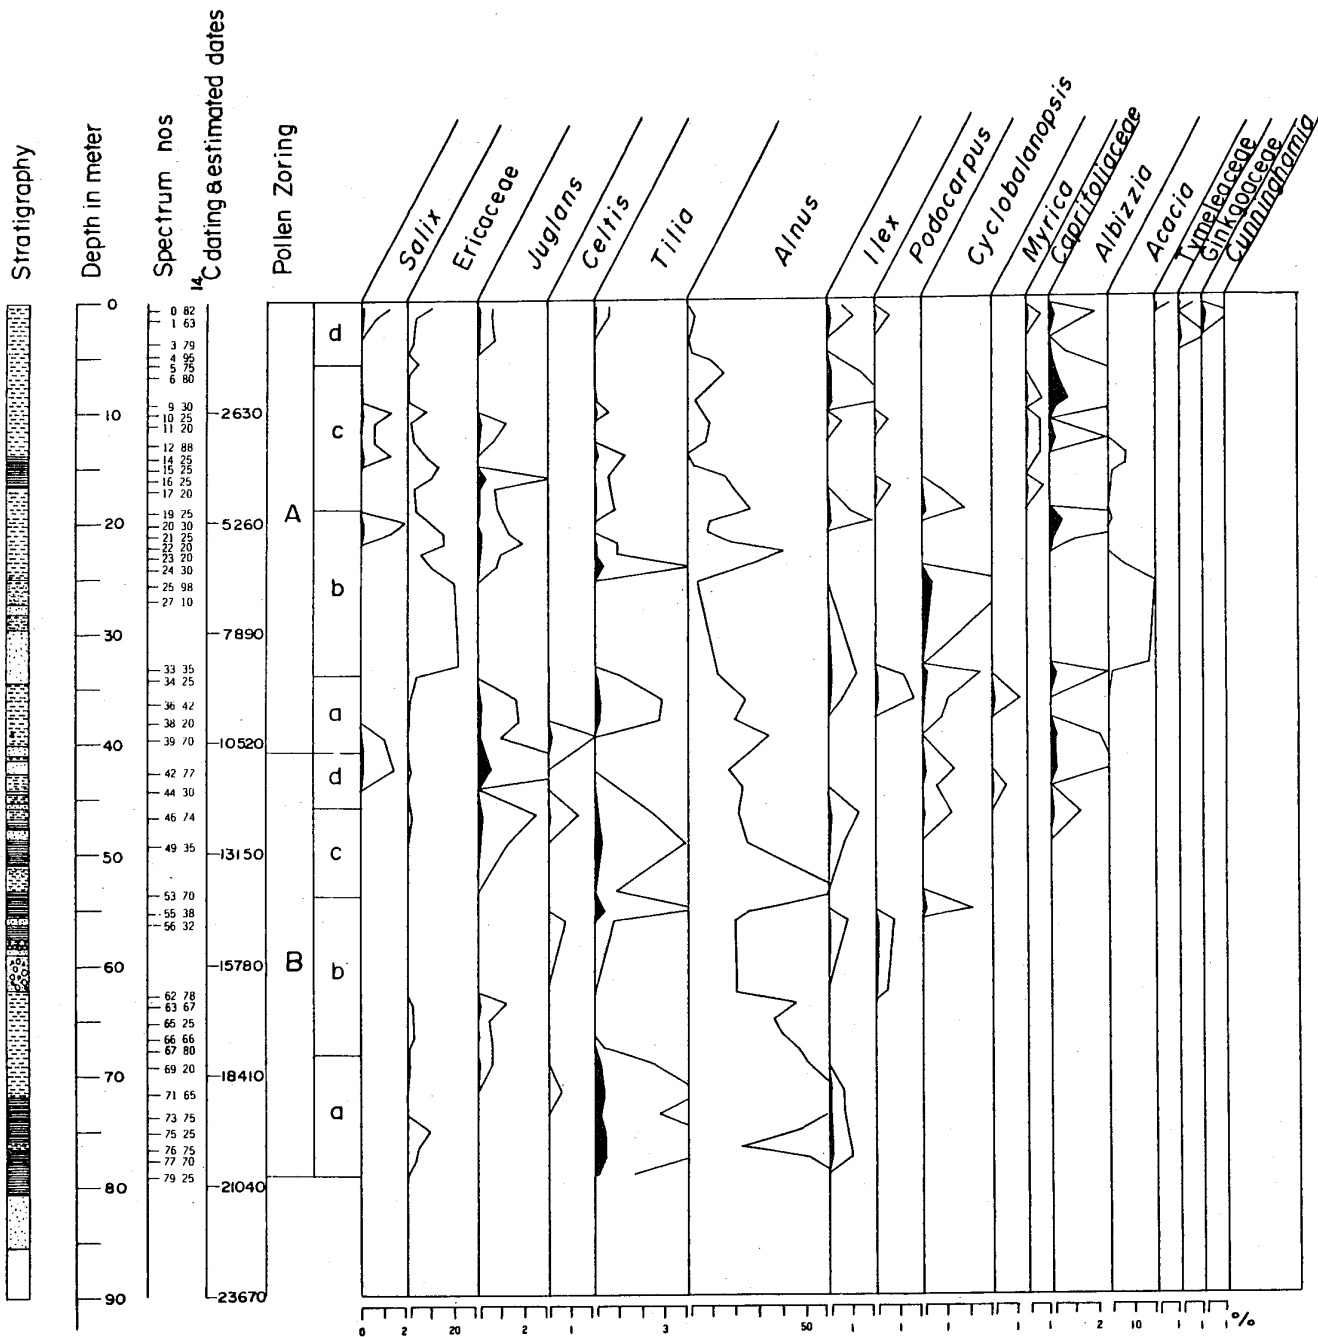 Stratigraphy
Depth in meter
Spectrum nos
14C dating & estimated dates
Pollen Zoring
Salix
Ericaceae
Juglans
Celtis
Tilia
Alnus
Ilex
Podocarpus
Cyclobalanopsis
Myrica
Caprifoliaceae
Albizzia
Acacia
Tymeleaceae
Ginkgoaceae
Cunninghamia
0
10
20
30
40
50
60
70
80
90
0 82
1 63
3 79
4 95
5 75
6 80
9 30
10 25
11 20
12 88
14 25
15 25
16 25
17 20
19 25
20 30
21 25
22 20
23 20
24 30
25 98
27 10
33 35
34 25
36 42
38 20
39 70
42 77
44 30
46 74
49 35
53 70
55 38
56 32
62 78
63 67
65 25
66 66
67 80
69 20
71 65
73 75
75 25
76 75
77 70
79 25
2630
5260
7890
10520
13150
15780
18410
21040
23670
A
B
d
c
b
a
d
c
b
a
0 2 20 2 1 3 50 1 1 1 1 1 2 10 1 1 1 %